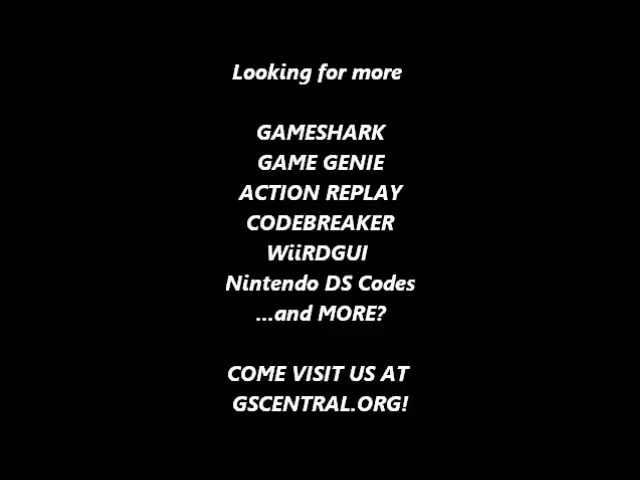 Looking for more
GAMESHARK
GAME GENIE
ACTION REPLAY
CODEBREAKER
WiiRDGUI
Nintendo DS Codes
...and MORE?
COME VISIT US AT
GSCENTRAL.ORG!